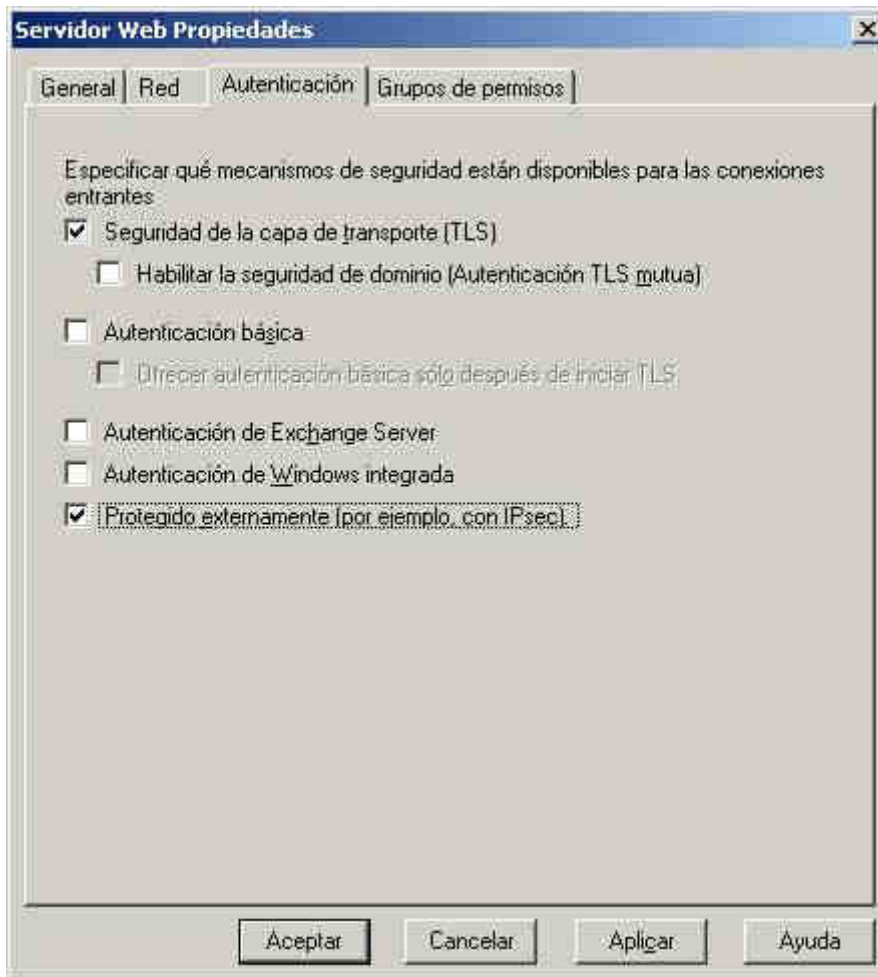 Servidor Web Propiedades
General Red Autenticación Grupos de permisos
Especificar qué mecanismos de seguridad están disponibles para las conexiones
entrantes
Seguridad de la capa de transporte (TLS)
Habilitar la seguridad de dominio (Autenticación TLS mutua)
Autenticación básica
Ofrecer autenticación básica sólo después de iniciar TLS
Autenticación de Exchange Server
Autenticación de Windows integrada
Protegido externamente (por ejemplo, con IPsec).
Aceptar Cancelar Aplicar Ayuda